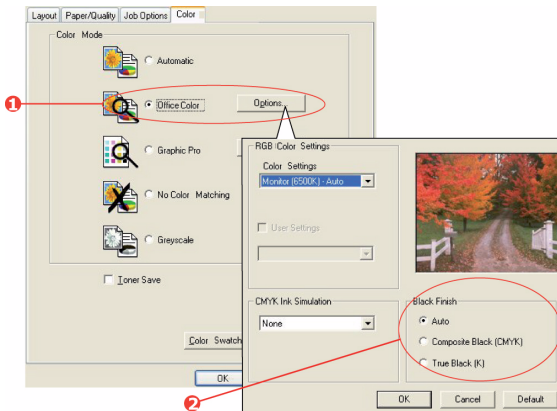 Layout Paper/Quality Job Options Color
Color Mode
Automatic
1
Office Color
Options...
Graphic Pro
No Color Matching
Greyscale
Toner Save
Color Swatch
OK
RGB Color Settings
Color Settings
Monitor (6500K) - Auto
User Settings
CMYK Ink Simulation
None
Black Finish
Auto
Composite Black (CMYK)
True Black (K)
2
OK Cancel Default